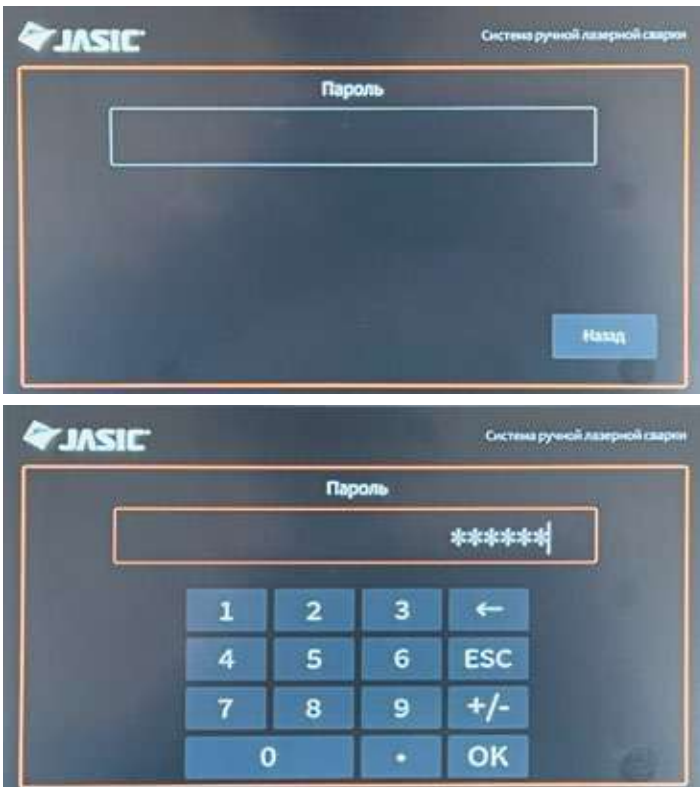 JASIC
Система ручной лазерной сварки
Пароль
Назад
JASIC
Система ручной лазерной сварки
Пароль
******
1 2 3 ←
4 5 6 ESC
7 8 9 +/-
0 . OK